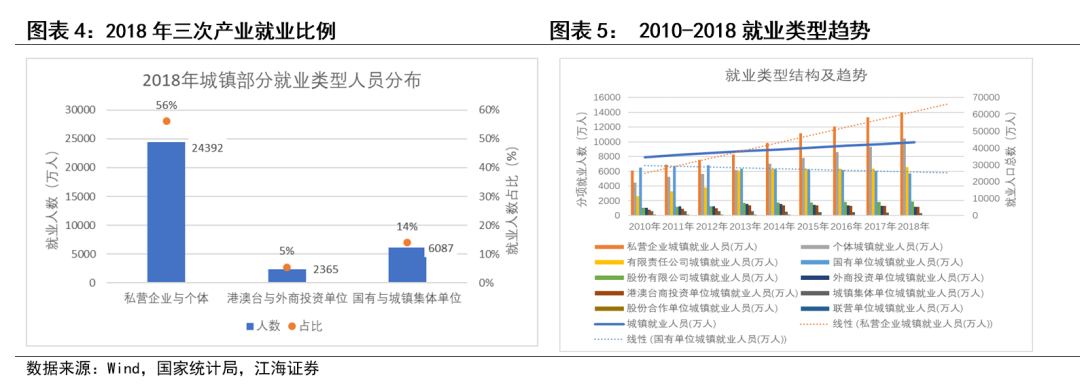 图表 4: 2018 年三次产业就业比例
2018年城镇部分就业类型人员分布
就业人数（万人）
30000
25000
20000
15000
10000
5000
0
56%
24392
5%
2365
14%
6087
60%
50%
40%
30%
20%
10%
0%
就业人数占比（%）
私营企业与个体 港澳台与外商投资单位 国有与城镇集体单位
人数 占比
图表 5: 2010-2018 就业类型趋势
就业类型结构及趋势
分项就业人数（万人）
16000
14000
12000
10000
8000
6000
4000
2000
0
70000
60000
50000
40000
30000
20000
10000
0
就业人口总数（万人）
2010年 2011年 2012年 2013年 2014年 2015年 2016年 2017年 2018年
私营企业城镇就业人员(万人) 个体城镇就业人员(万人)
有限责任公司城镇就业人员(万人) 国有单位城镇就业人员(万人)
股份有限公司城镇就业人员(万人) 外商投资单位城镇就业人员(万人)
港澳台商投资单位城镇就业人员(万人) 城镇集体单位城镇就业人员(万人)
股份合作单位城镇就业人员(万人) 联营单位城镇就业人员(万人)
城镇就业人员(万人) 线性 (私营企业城镇就业人员(万人))
线性 (国有单位城镇就业人员(万人))
数据来源: Wind, 国家统计局, 江海证券